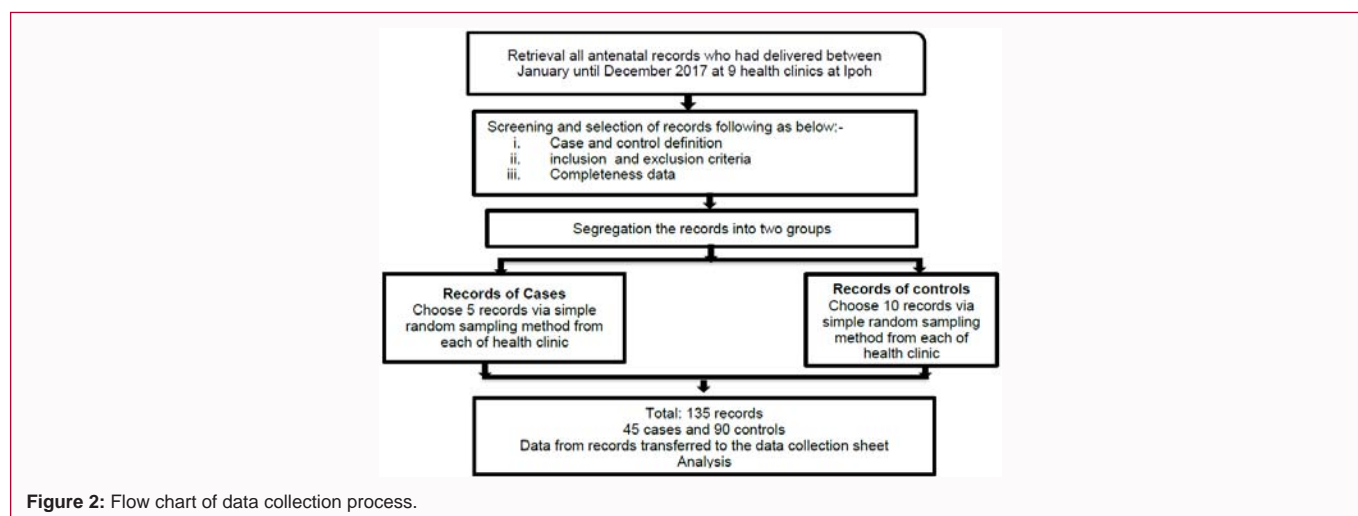 Retrieval all antenatal records who had delivered between
January until December 2017 at 9 health clinics at Ipoh
Screening and selection of records following as below:-
i. Case and control definition
ii. inclusion and exclusion criteria
iii. Completeness data
Segregation the records into two groups
Records of Cases
Choose 5 records via simple
random sampling method from
each of health clinic
Records of controls
Choose 10 records via
simple random sampling
method from each of
health clinic
Total: 135 records
45 cases and 90 controls
Data from records transferred to the data collection sheet
Analysis
Figure 2: Flow chart of data collection process.